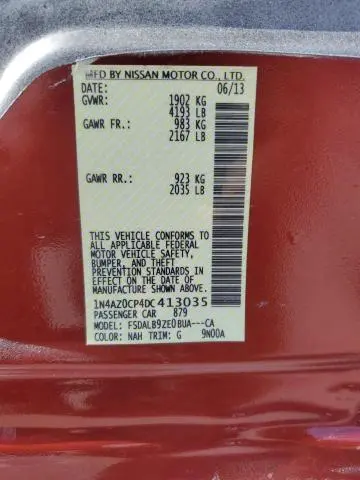 MFD BY NISSAN MOTOR CO., LTD.
DATE: 06/13
GVWR: 1902 KG
4193 LB
GAWR FR: 983 KG
2167 LB
GAWR RR: 923 KG
2035 LB
THIS VEHICLE CONFORMS TO ALL
APPLICABLE FEDERAL
MOTOR VEHICLE SAFETY,
BUMPER, AND THEFT
PREVENTION STANDARDS
IN EFFECT ON THE DATE OF
MANUFACTURE SHOWN ABOVE.
1N4AZ0CP4DC413035
PASSENGER CAR 879
MODEL: FSDALB9ZE0BUA---CA
COLOR: NAH TRIM: G 9N00A